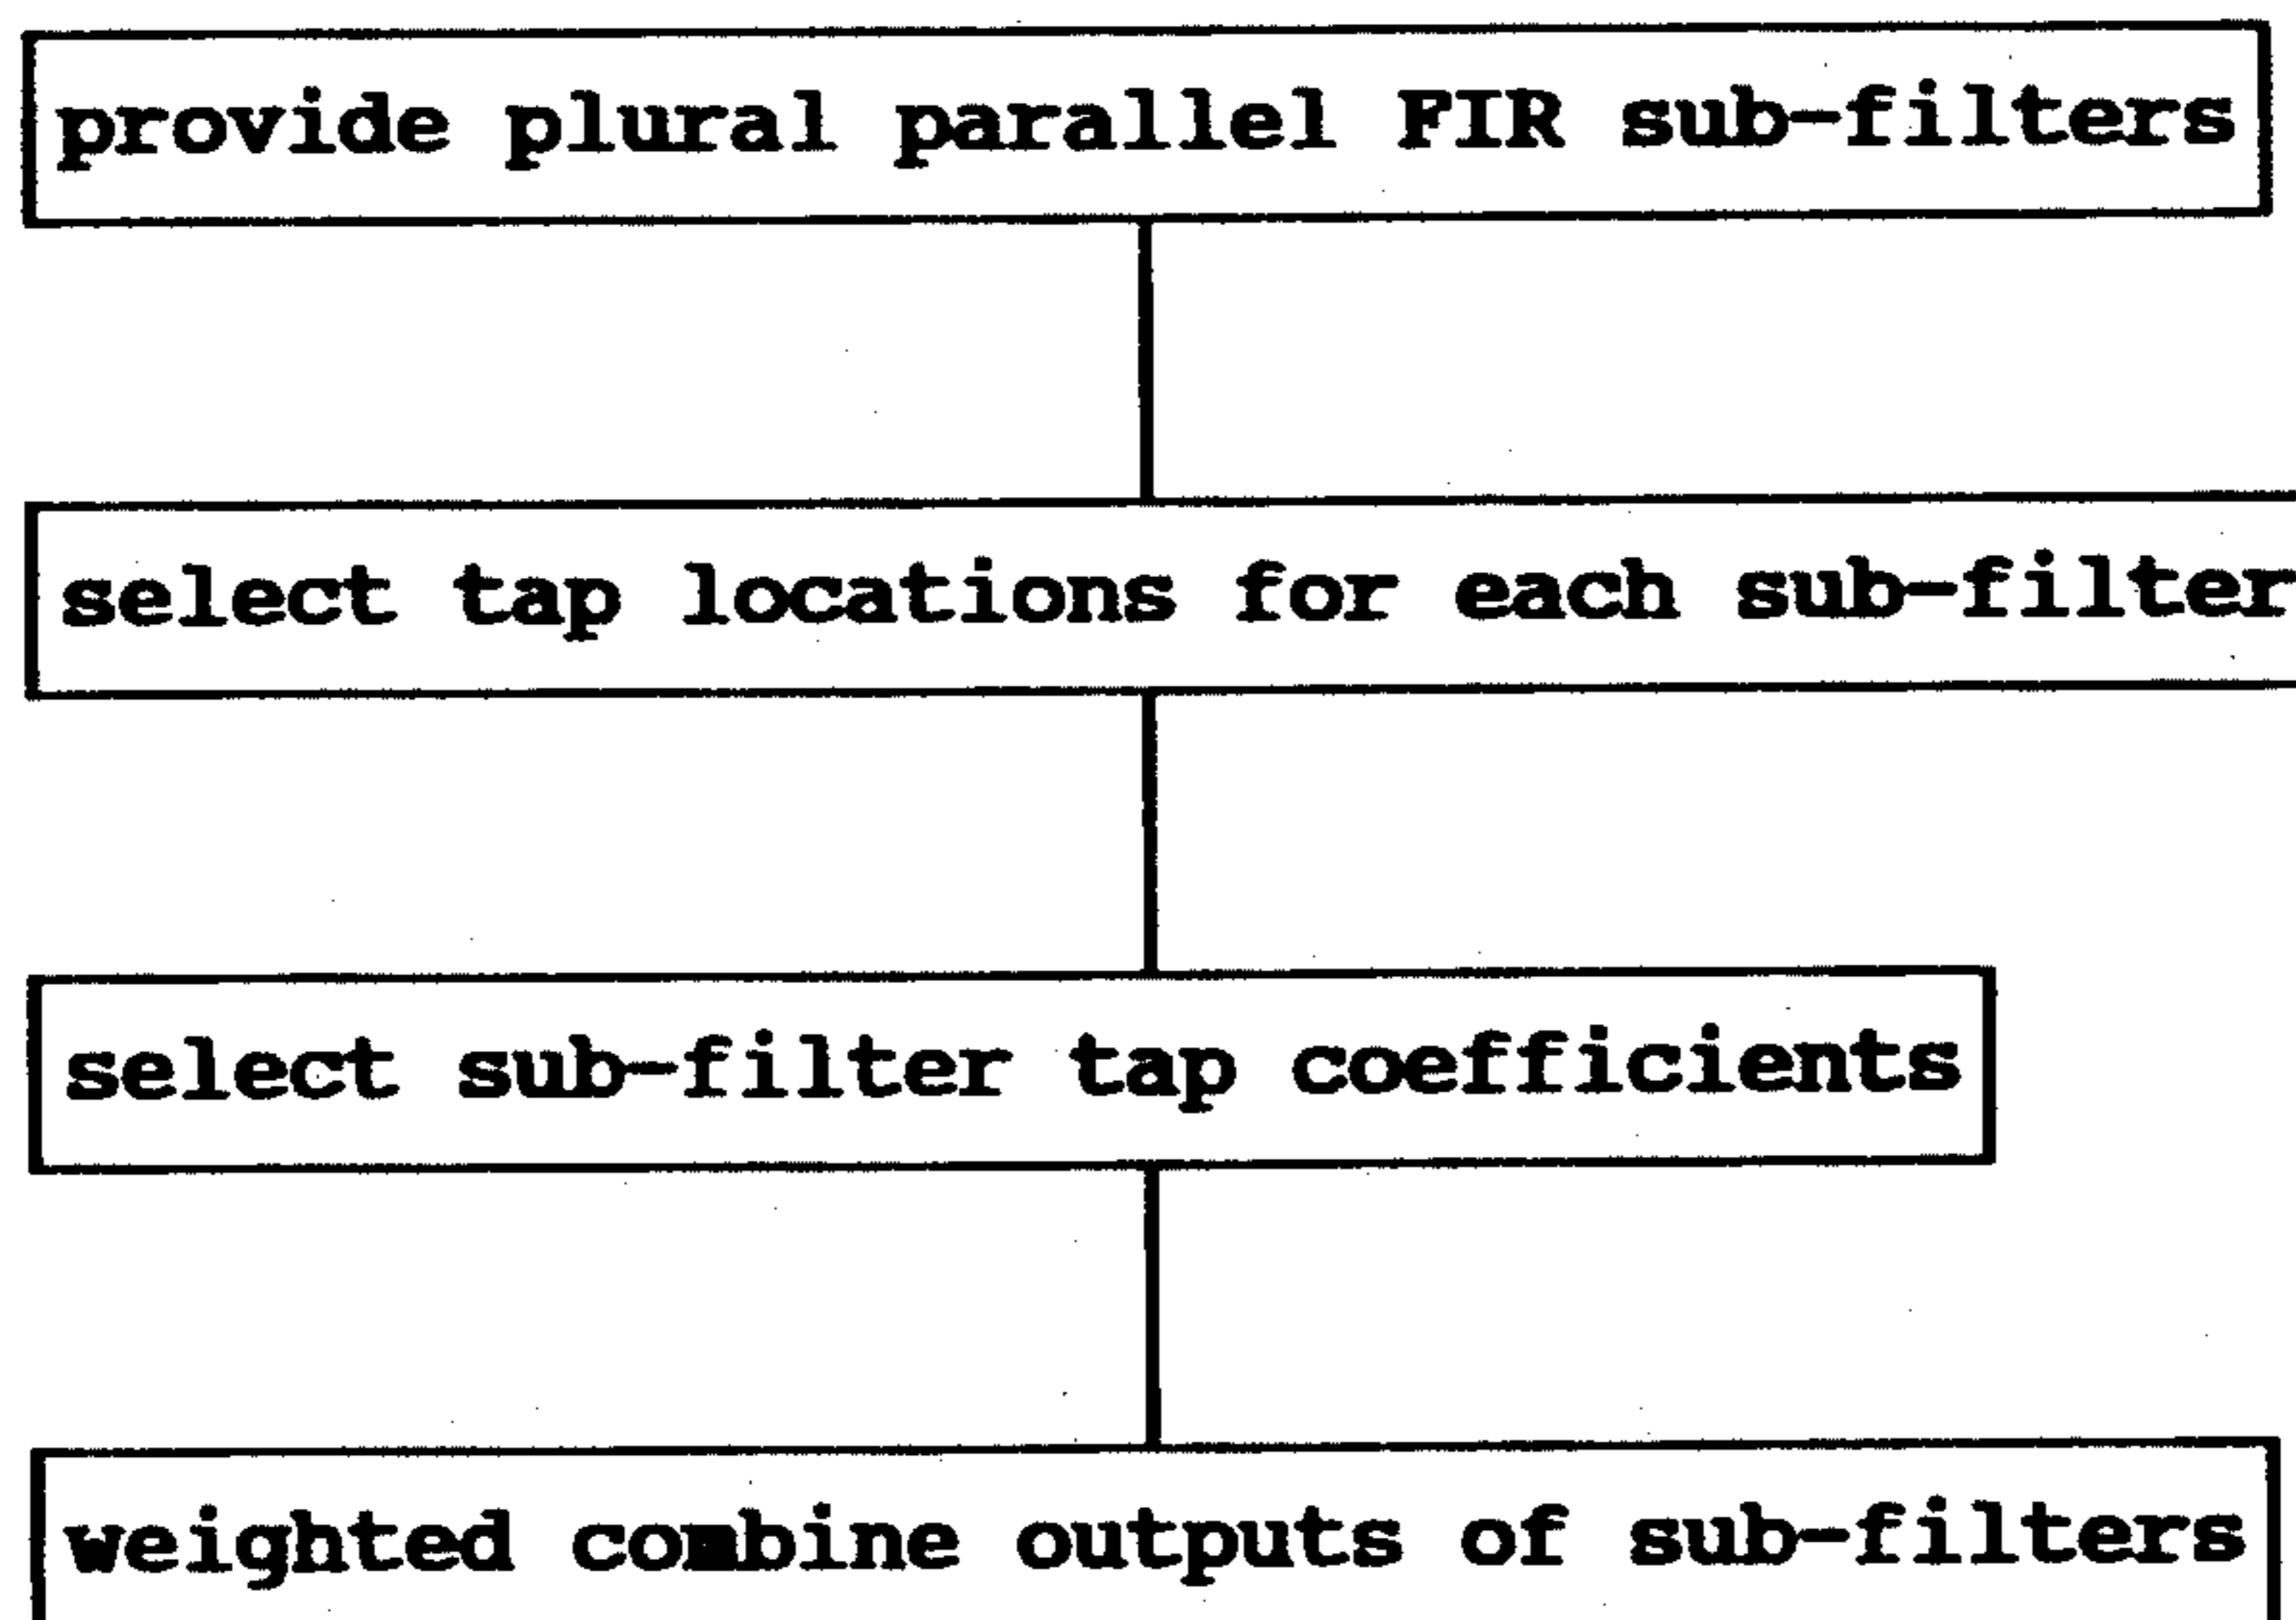 provide plural parallel FIR sub-filters
select tap locations for each sub-filter
select sub-filter tap coefficients
weighted combine outputs of sub-filters